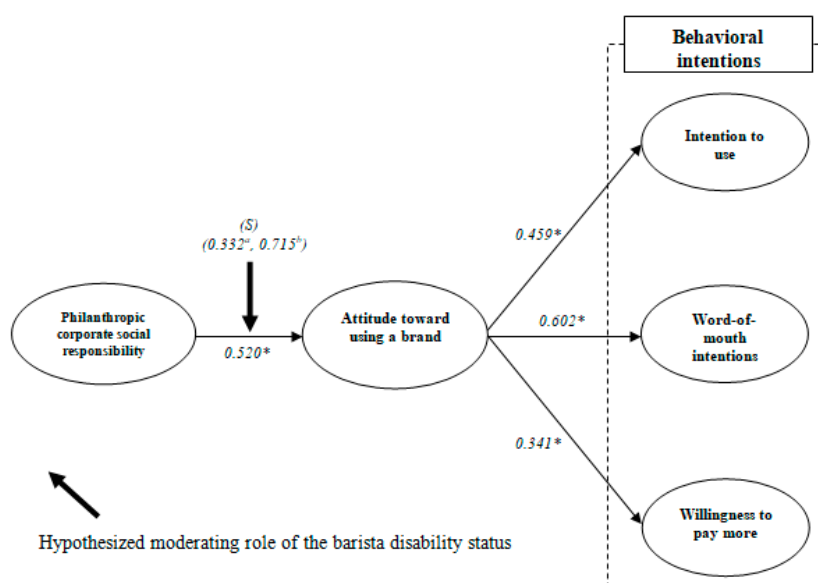 Behavioral
intentions
Intention to
use
(S)
(0.332ᵃ, 0.715ᵇ)
0.459*
Philanthropic
corporate social
responsibility
Attitude toward
using a brand
0.520*
0.602*
Word-of-
mouth
intentions
0.341*
Willingness to
pay more
Hypothesized moderating role of the barista disability status